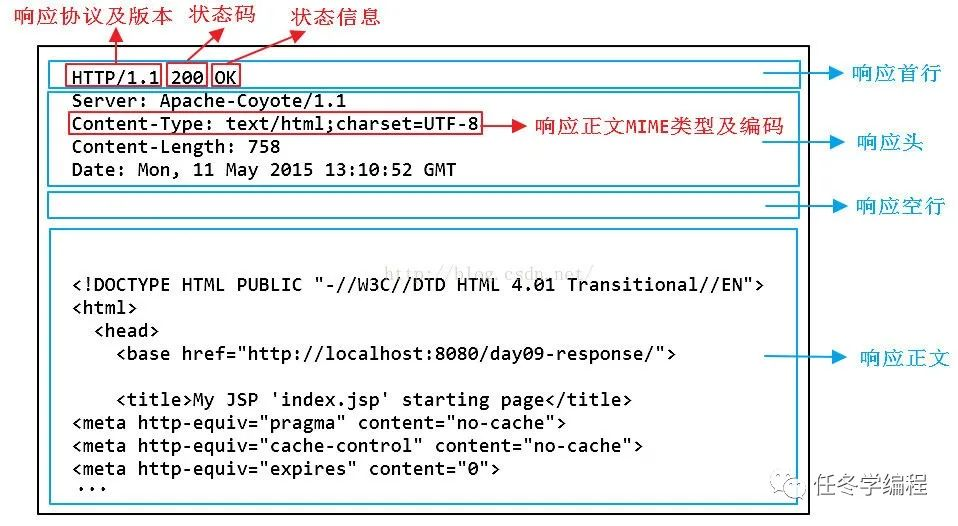 响应协议及版本 状态码 状态信息
HTTP/1.1 200 OK
响应首行
Server: Apache-Coyote/1.1
Content-Type: text/html;charset=UTF-8
响应正文MIME类型及编码
Content-Length: 758
响应头
Date: Mon, 11 May 2015 13:10:52 GMT
响应空行
http://blog.csdn.net/
<!DOCTYPE HTML PUBLIC "-//W3C//DTD HTML 4.01 Transitional//EN">
<html>
<head>
<base href="http://localhost:8080/day09-response/">
响应正文
<title>My JSP 'index.jsp' starting page</title>
<meta http-equiv="pragma" content="no-cache">
<meta http-equiv="cache-control" content="no-cache">
<meta http-equiv="expires" content="0">
...
任冬学编程